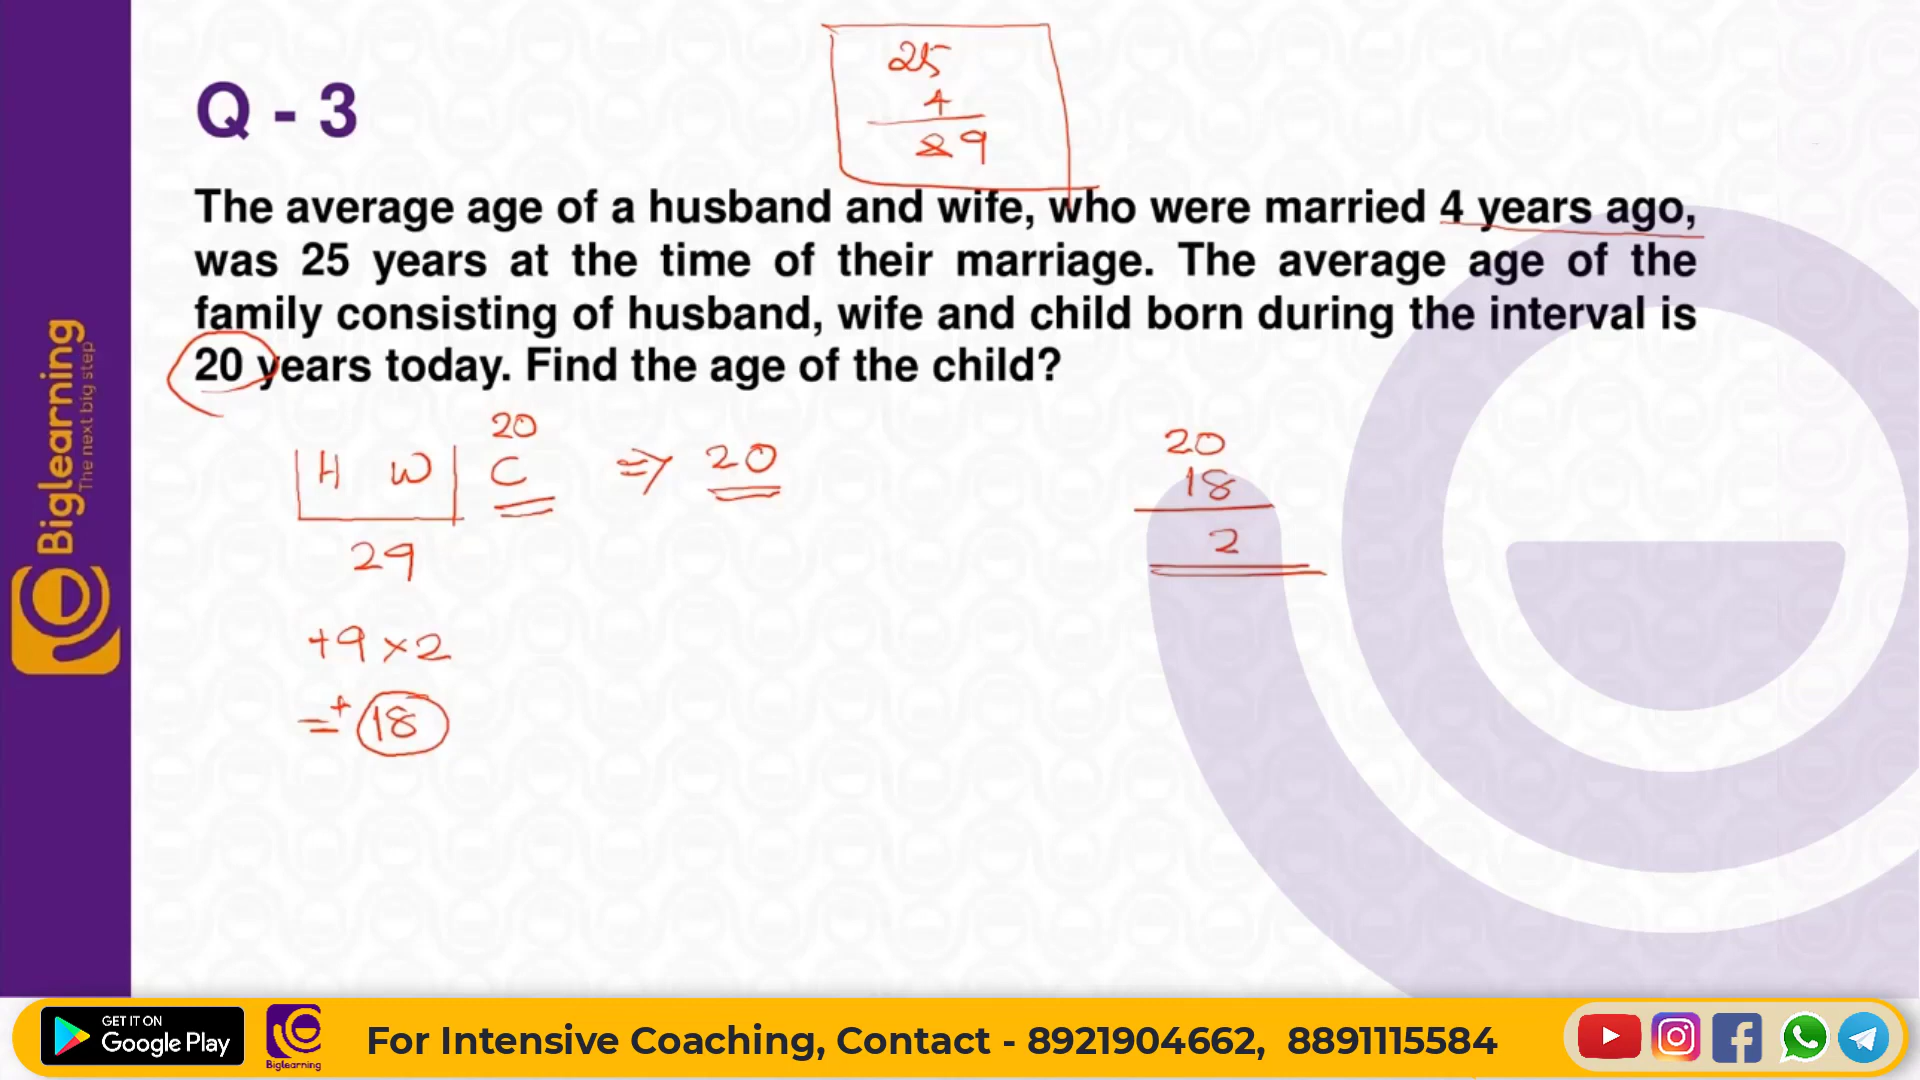 25
4
29
Q - 3
The average age of a husband and wife, who were married 4 years ago,
was 25 years at the time of their marriage. The average age of the
family consisting of husband, wife and child born during the interval is
20 years today. Find the age of the child?
20
H W C ⇒ 20
29
+9×2
=+18
20
18
2
Biglearning
The next big step
GET IT ON
Google Play
Biglearning
For Intensive Coaching, Contact - 8921904662, 8891115584